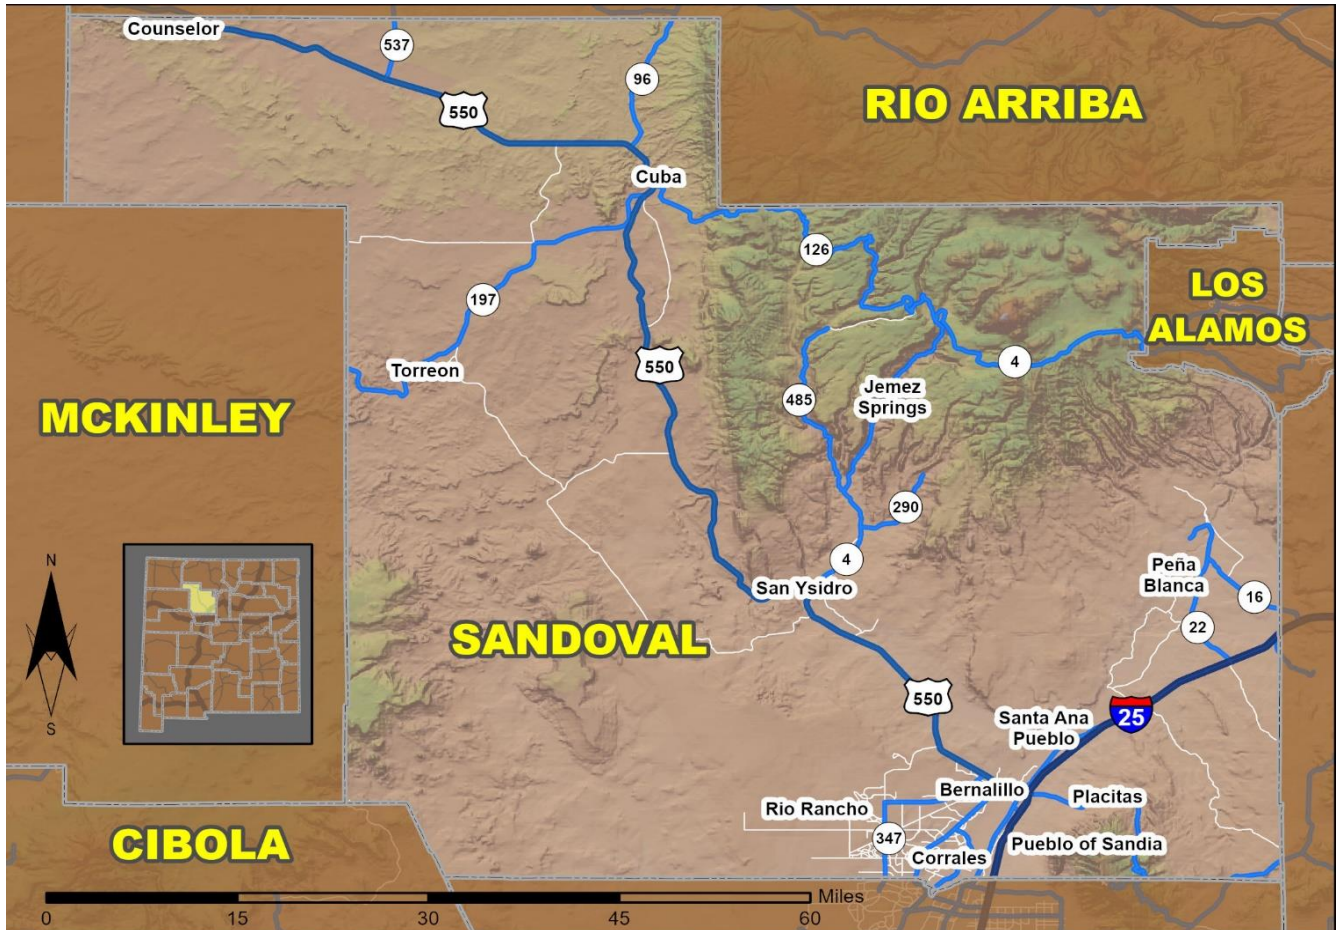 Counselor
537
96
550
RIO ARRIBA
Cuba
126
197
LOS
ALAMOS
550
4
Torreon
Jemez
Springs
485
MCKINLEY
290
4
N
Peña
Blanca
San Ysidro
16
22
SANDOVAL
550
25
Santa Ana
Pueblo
S
Bernalillo
Placitas
Rio Rancho
347
Pueblo of Sandia
CIBOLA
Corrales
Miles
0 15 30 45 60